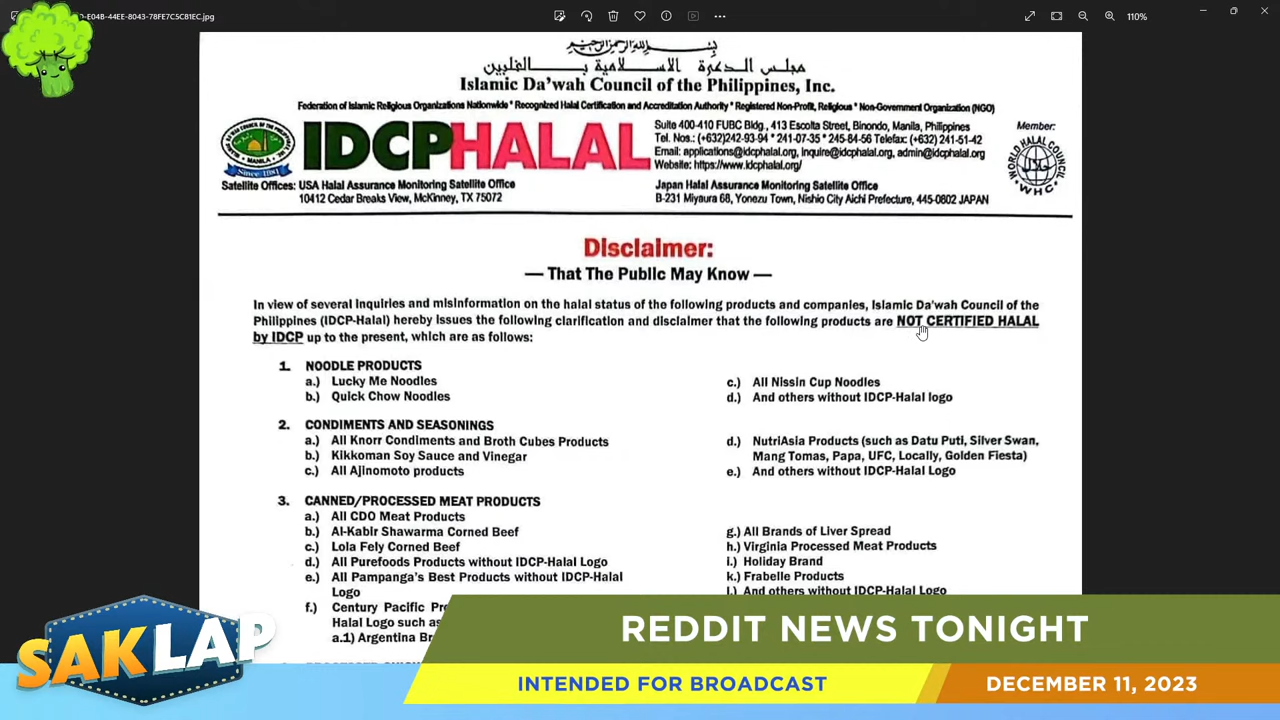 -E04B-44EE-8043-78FE7C5C81EC.jpg
110%
مجلس الدعوة الاسلامية بالفلبين
Islamic Da'wah Council of the Philippines, Inc.
Federation of Islamic Religious Organizations Nationwide * Recognized Halal Certification and Accreditation Authority * Registered Non-Profit, Religious * Non-Government Organization (NGO)
IDCPHALAL
Suite 400-410 FUBC Bldg., 413 Escolta Street, Binondo, Manila, Philippines
Tel. Nos.: (+632)242-93-94 * 241-07-35 * 245-84-56 Telefax: (+632) 241-51-42
Email: applications@idcphalal.org, inquire@idcphalal.org, admin@idcphalal.org
Website: https://www.idcphalal.org/
Member:
WORLD HALAL COUNCIL
WHC
MANILA
Since 1981
Satellite Offices: USA Halal Assurance Monitoring Satellite Office
10412 Cedar Breaks View, McKinney, TX 75072
Japan Halal Assurance Monitoring Satellite Office
B-231 Miyaura 68, Yonezu Town, Nishio City Aichi Prefecture, 445-0802 JAPAN
Disclaimer:
— That The Public May Know —
In view of several inquiries and misinformation on the halal status of the following products and companies, Islamic Da'wah Council of the
Philippines (IDCP-Halal) hereby issues the following clarification and disclaimer that the following products are NOT CERTIFIED HALAL
by IDCP up to the present, which are as follows:
1. NOODLE PRODUCTS
a.) Lucky Me Noodles
b.) Quick Chow Noodles
c.) All Nissin Cup Noodles
d.) And others without IDCP-Halal logo
2. CONDIMENTS AND SEASONINGS
a.) All Knorr Condiments and Broth Cubes Products
b.) Kikkoman Soy Sauce and Vinegar
c.) All Ajinomoto products
d.) NutriAsia Products (such as Datu Puti, Silver Swan,
Mang Tomas, Papa, UFC, Locally, Golden Fiesta)
e.) And others without IDCP-Halal Logo
3. CANNED/PROCESSED MEAT PRODUCTS
a.) All CDO Meat Products
b.) Al-Kabir Shawarma Corned Beef
c.) Lola Fely Corned Beef
d.) All Purefoods Products without IDCP-Halal Logo
e.) All Pampanga's Best Products without IDCP-Halal
Logo
f.) Century Pacific
Halal Logo such as
a.1) Argentina
g.) All Brands of Liver Spread
h.) Virginia Processed Meat Products
i.) Holiday Brand
k.) Frabelle Products
l.) And others without IDCP-Halal Logo
SAKLAP
REDDIT NEWS TONIGHT
INTENDED FOR BROADCAST
DECEMBER 11, 2023